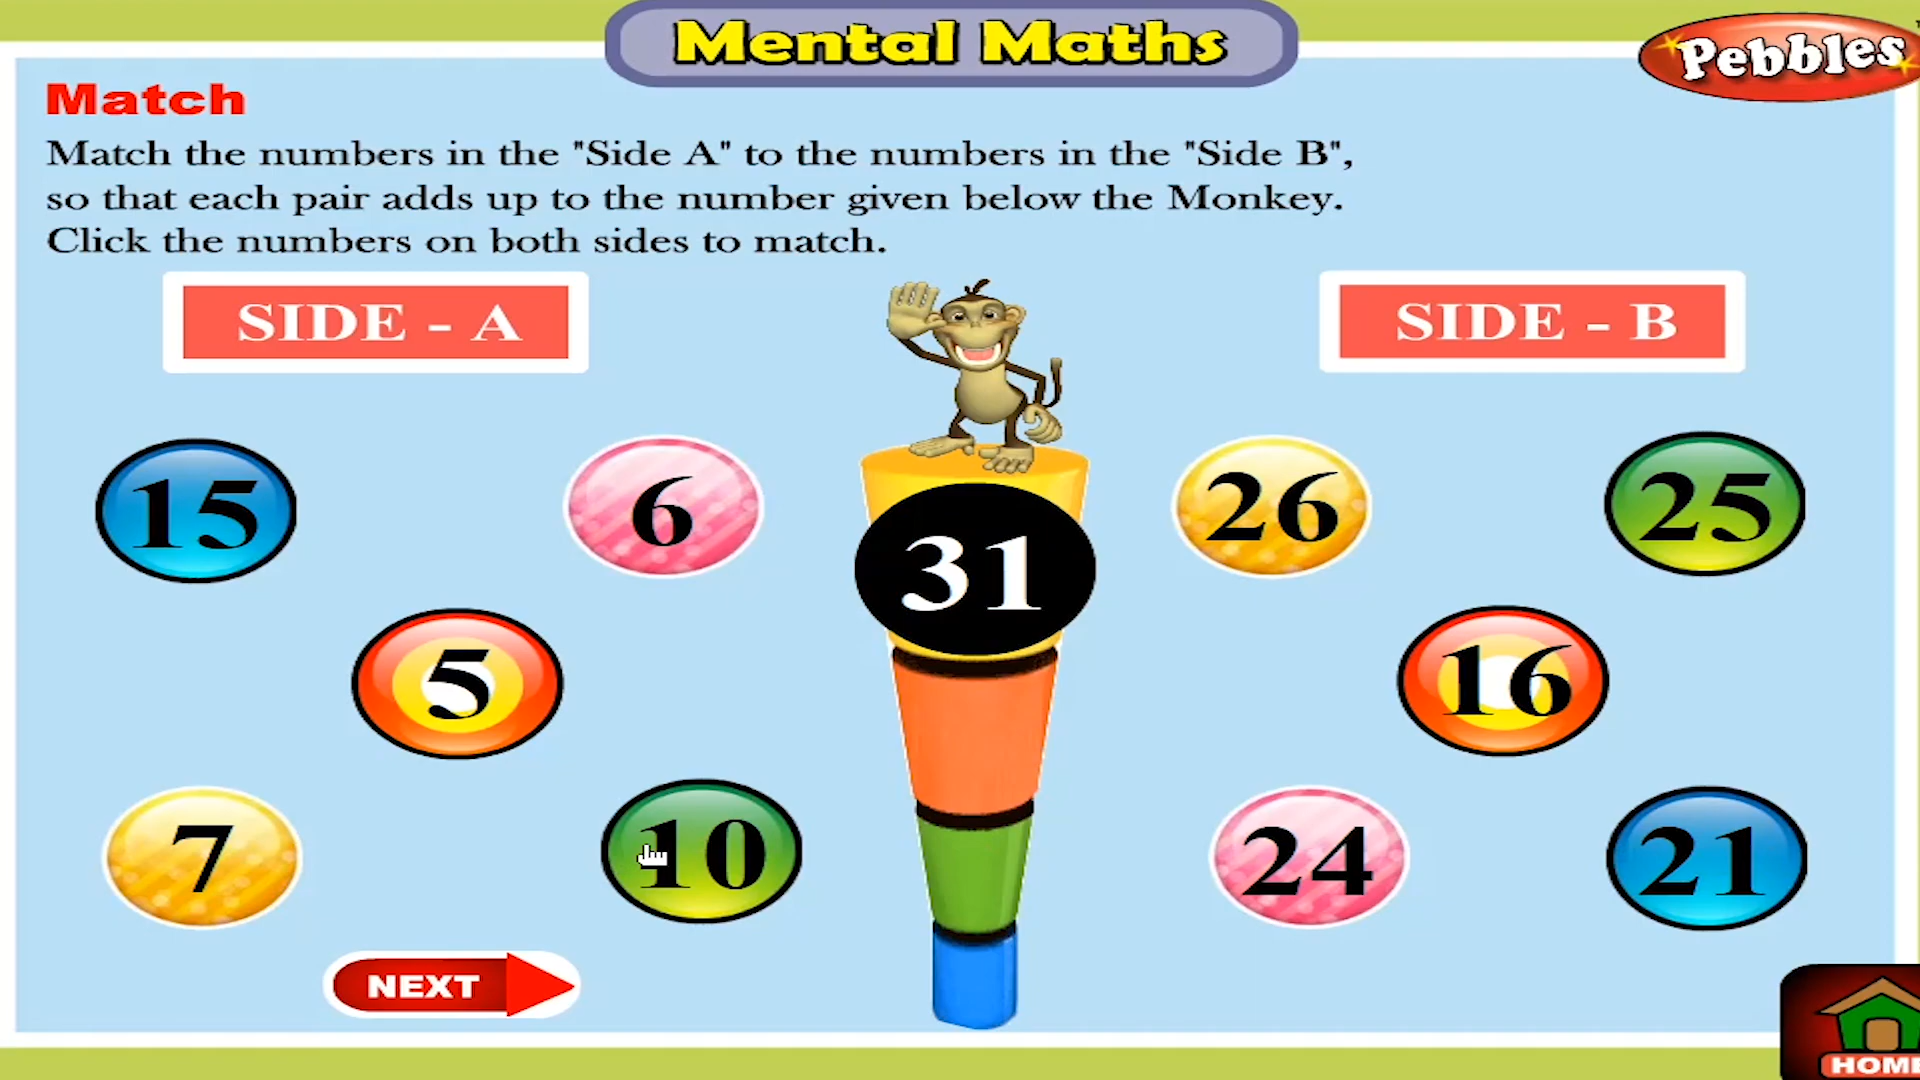 Mental Maths
Pebbles
Match
Match the numbers in the "Side A" to the numbers in the "Side B",
so that each pair adds up to the number given below the Monkey.
Click the numbers on both sides to match.
SIDE - A
SIDE - B
15
6
31
26
25
5
16
7
10
24
21
NEXT
HOME